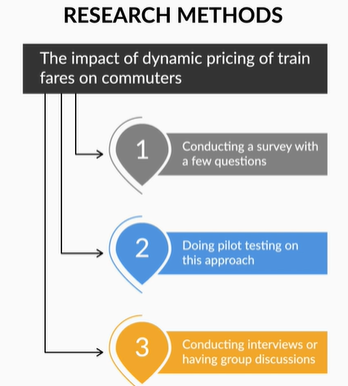 RESEARCH METHODS
The impact of dynamic pricing of train
fares on commuters
1
Conducting a survey with
a few questions
2
Doing pilot testing on
this approach
3
Conducting interviews or
having group discussions